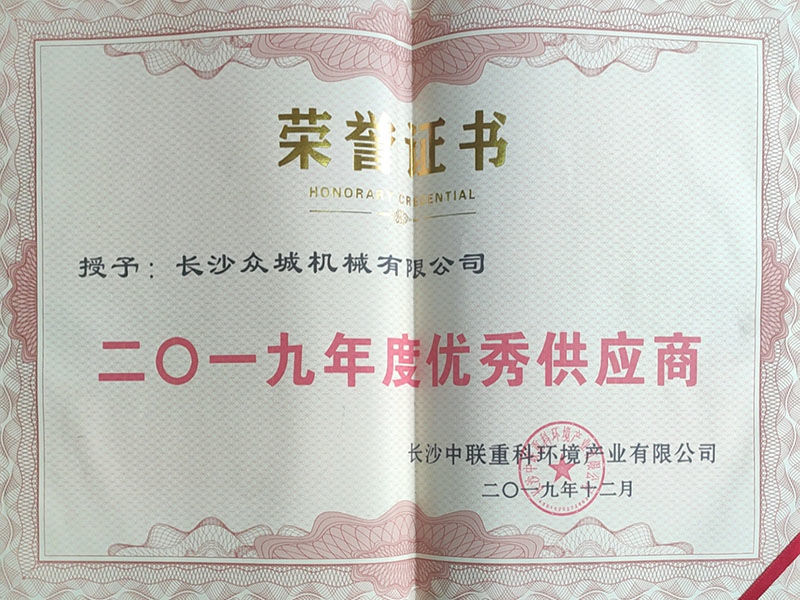 荣誉证书
HONORARY CREDENTIAL
授予：长沙众城机械有限公司
二〇一九年度优秀供应商
长沙中联重科环境产业有限公司
二〇一九年十二月